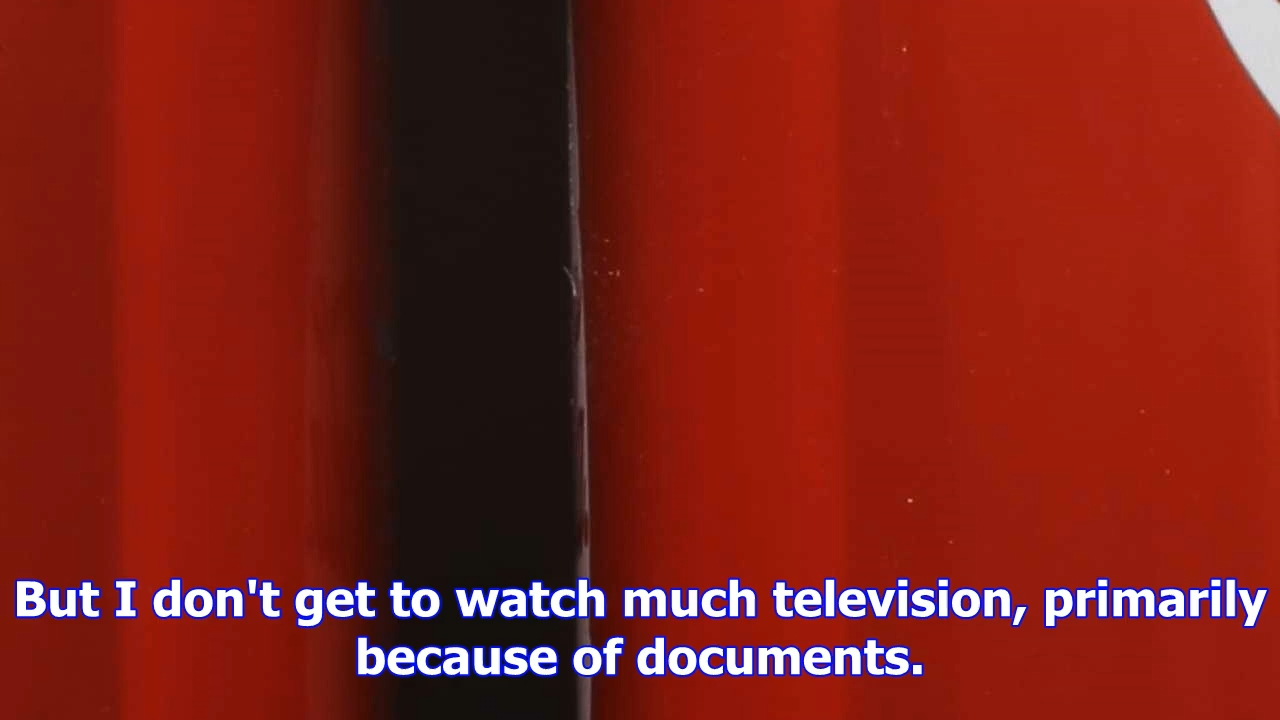 But I don't get to watch much television, primarily
because of documents.